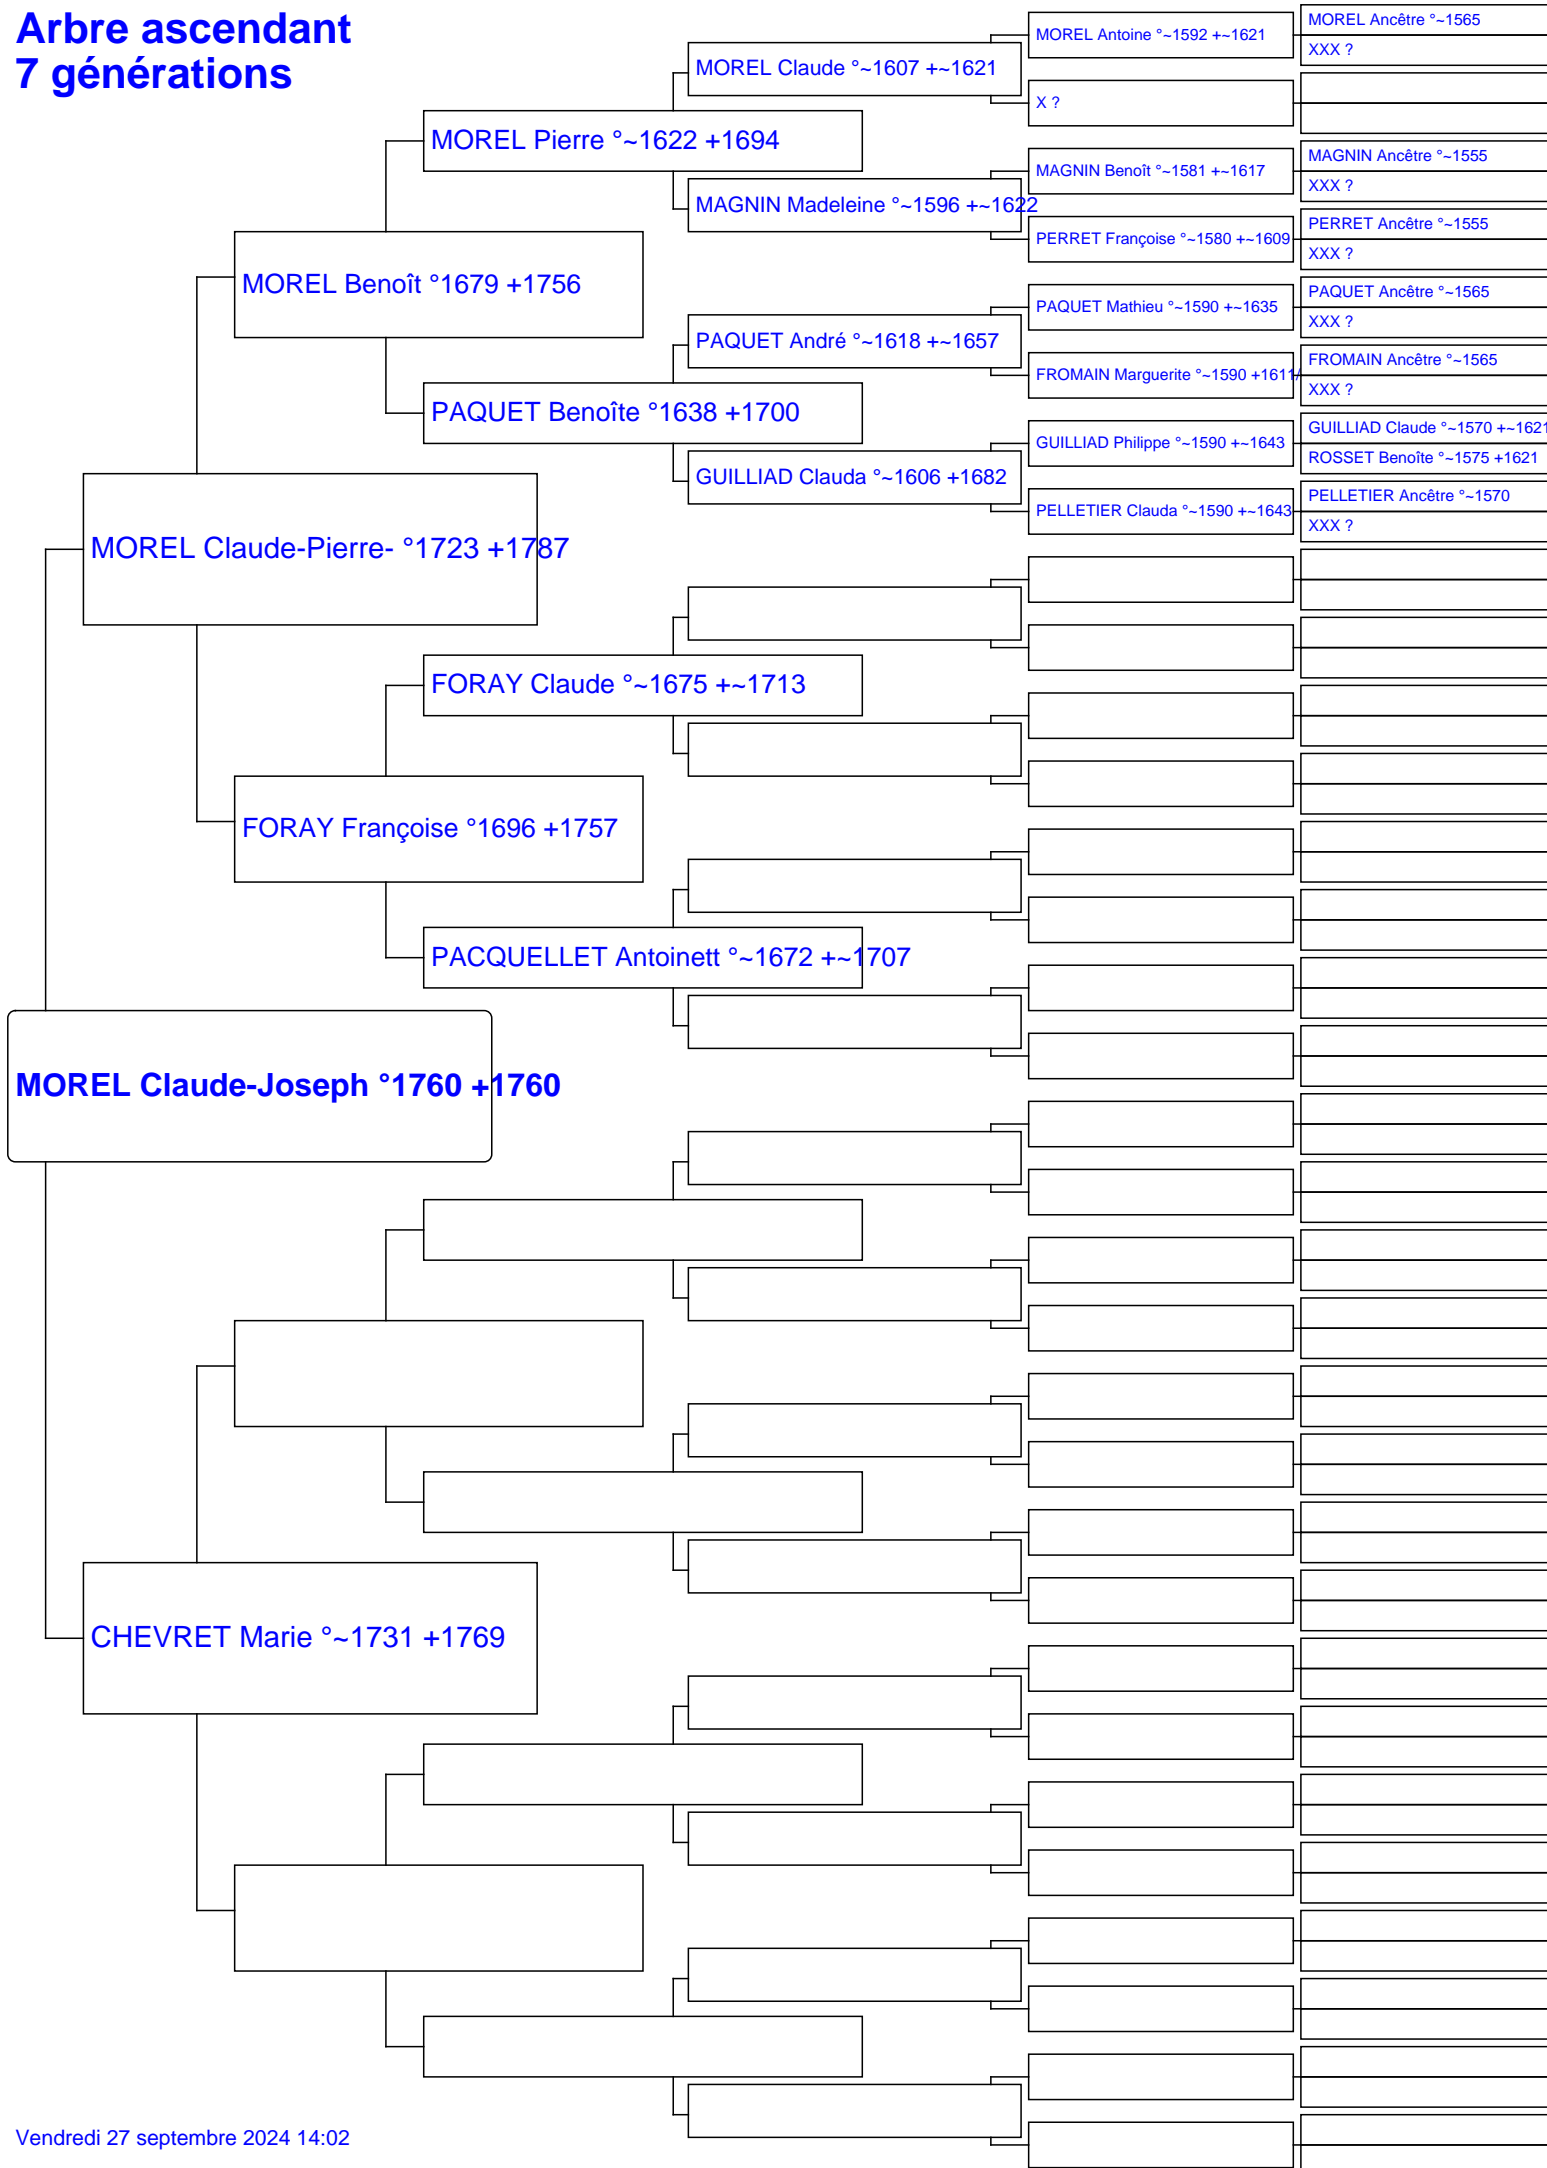 Arbre ascendant
7 générations
MOREL Antoine °~1592 +~1621
MOREL Ancêtre °~1565
XXX ?
MOREL Claude °~1607 +~1621
X ?
MOREL Pierre °~1622 +1694
MAGNIN Benoît °~1581 +~1617
MAGNIN Ancêtre °~1555
XXX ?
MAGNIN Madeleine °~1596 +~1622
PERRET Françoise °~1580 +~1609
PERRET Ancêtre °~1555
XXX ?
MOREL Benoît °1679 +1756
PAQUET Mathieu °~1590 +~1635
PAQUET Ancêtre °~1565
XXX ?
PAQUET André °~1618 +~1657
FROMAIN Marguerite °~1590 +1611/
FROMAIN Ancêtre °~1565
XXX ?
PAQUET Benoîte °1638 +1700
GUILLIAD Philippe °~1590 +~1643
GUILLIAD Claude °~1570 +~1621
ROSSET Benoîte °~1575 +1621
GUILLIAD Clauda °~1606 +1682
PELLETIER Clauda °~1590 +~1643
PELLETIER Ancêtre °~1570
XXX ?
MOREL Claude-Pierre- °1723 +1787
FORAY Claude °~1675 +~1713
FORAY Françoise °1696 +1757
PACQUELLET Antoinett °~1672 +~1707
MOREL Claude-Joseph °1760 +1760
CHEVRET Marie °~1731 +1769
Vendredi 27 septembre 2024 14:02